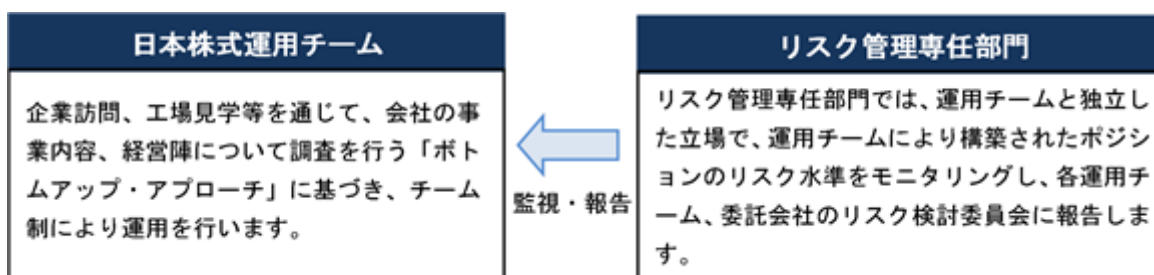 日本株式運用チーム
企業訪問、工場見学等を通じて、会社の事
業内容、経営陣について調査を行う「ボト
ムアップ・アプローチ」に基づき、チーム
制により運用を行います。
監視・報告
リスク管理専任部門
リスク管理専任部門では、運用チームと独立し
た立場で、運用チームにより構築されたポジシ
ョンのリスク水準をモニタリングし、各運用チ
ーム、委託会社のリスク検討委員会に報告しま
す。